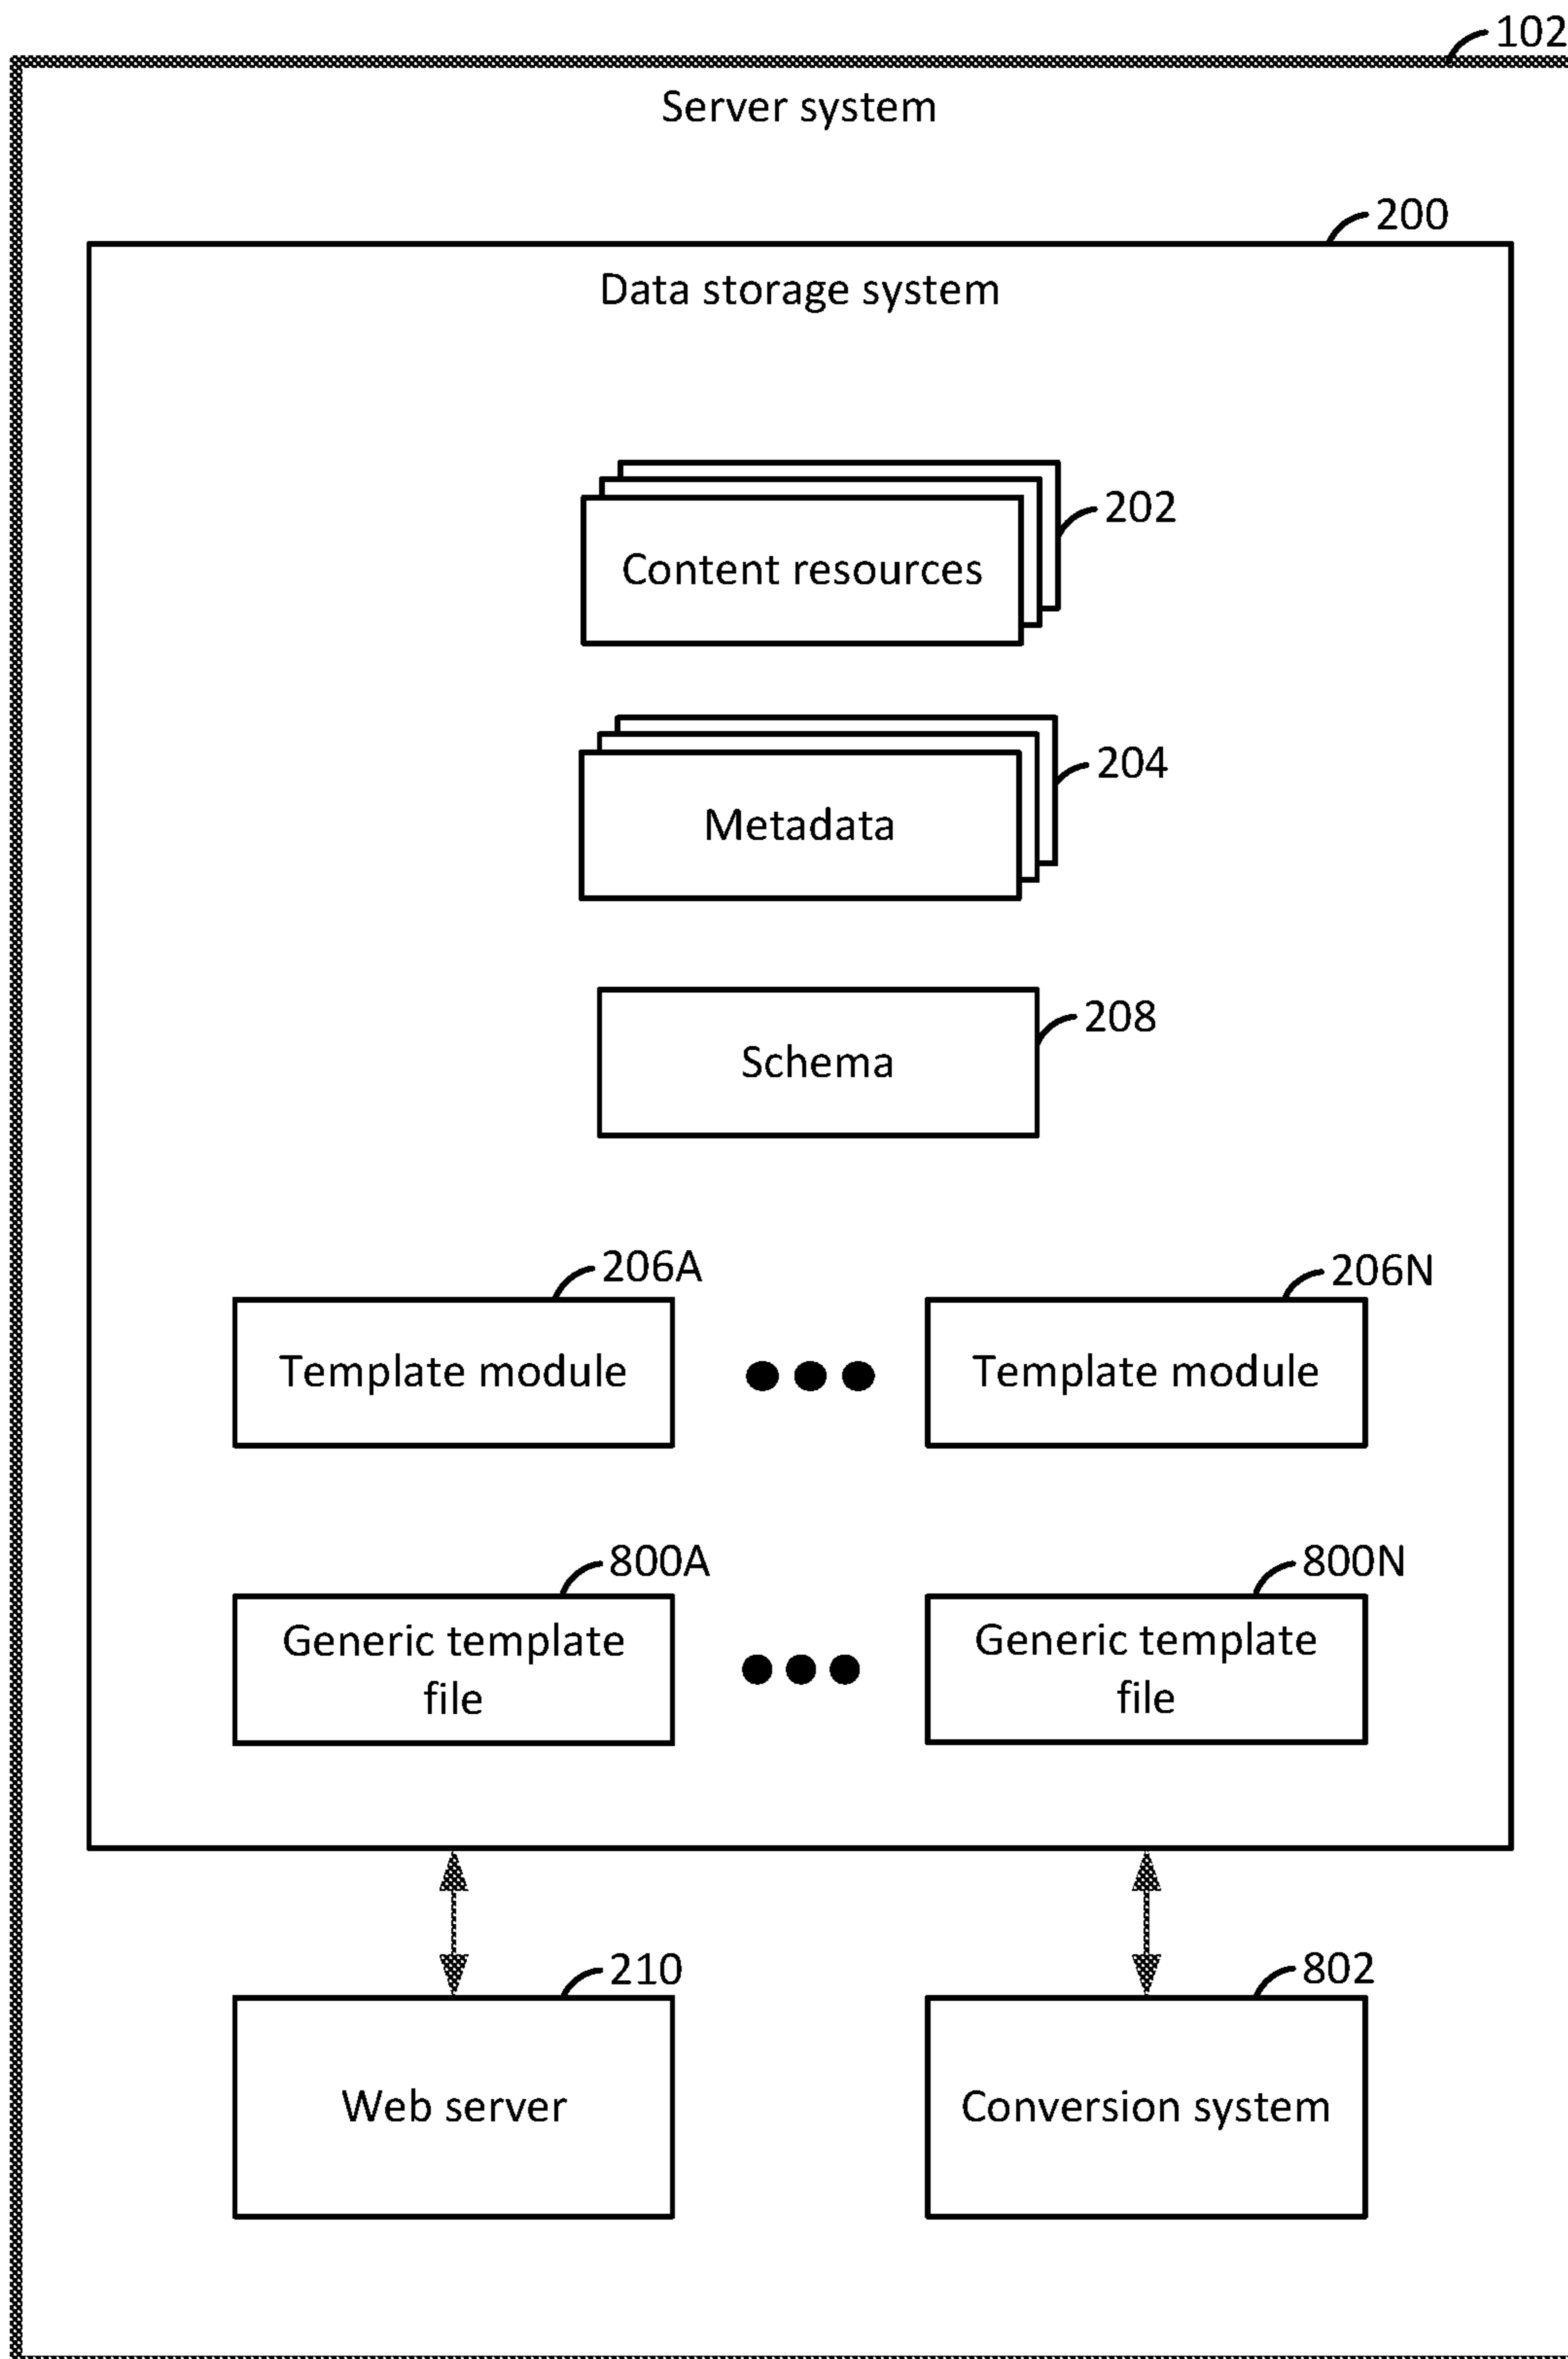 102
Server system
200
Data storage system
202
Content resources
204
Metadata
208
Schema
206A
206N
Template module
Template module
800A
800N
Generic template
file
Generic template
file
210
802
Web server
Conversion system